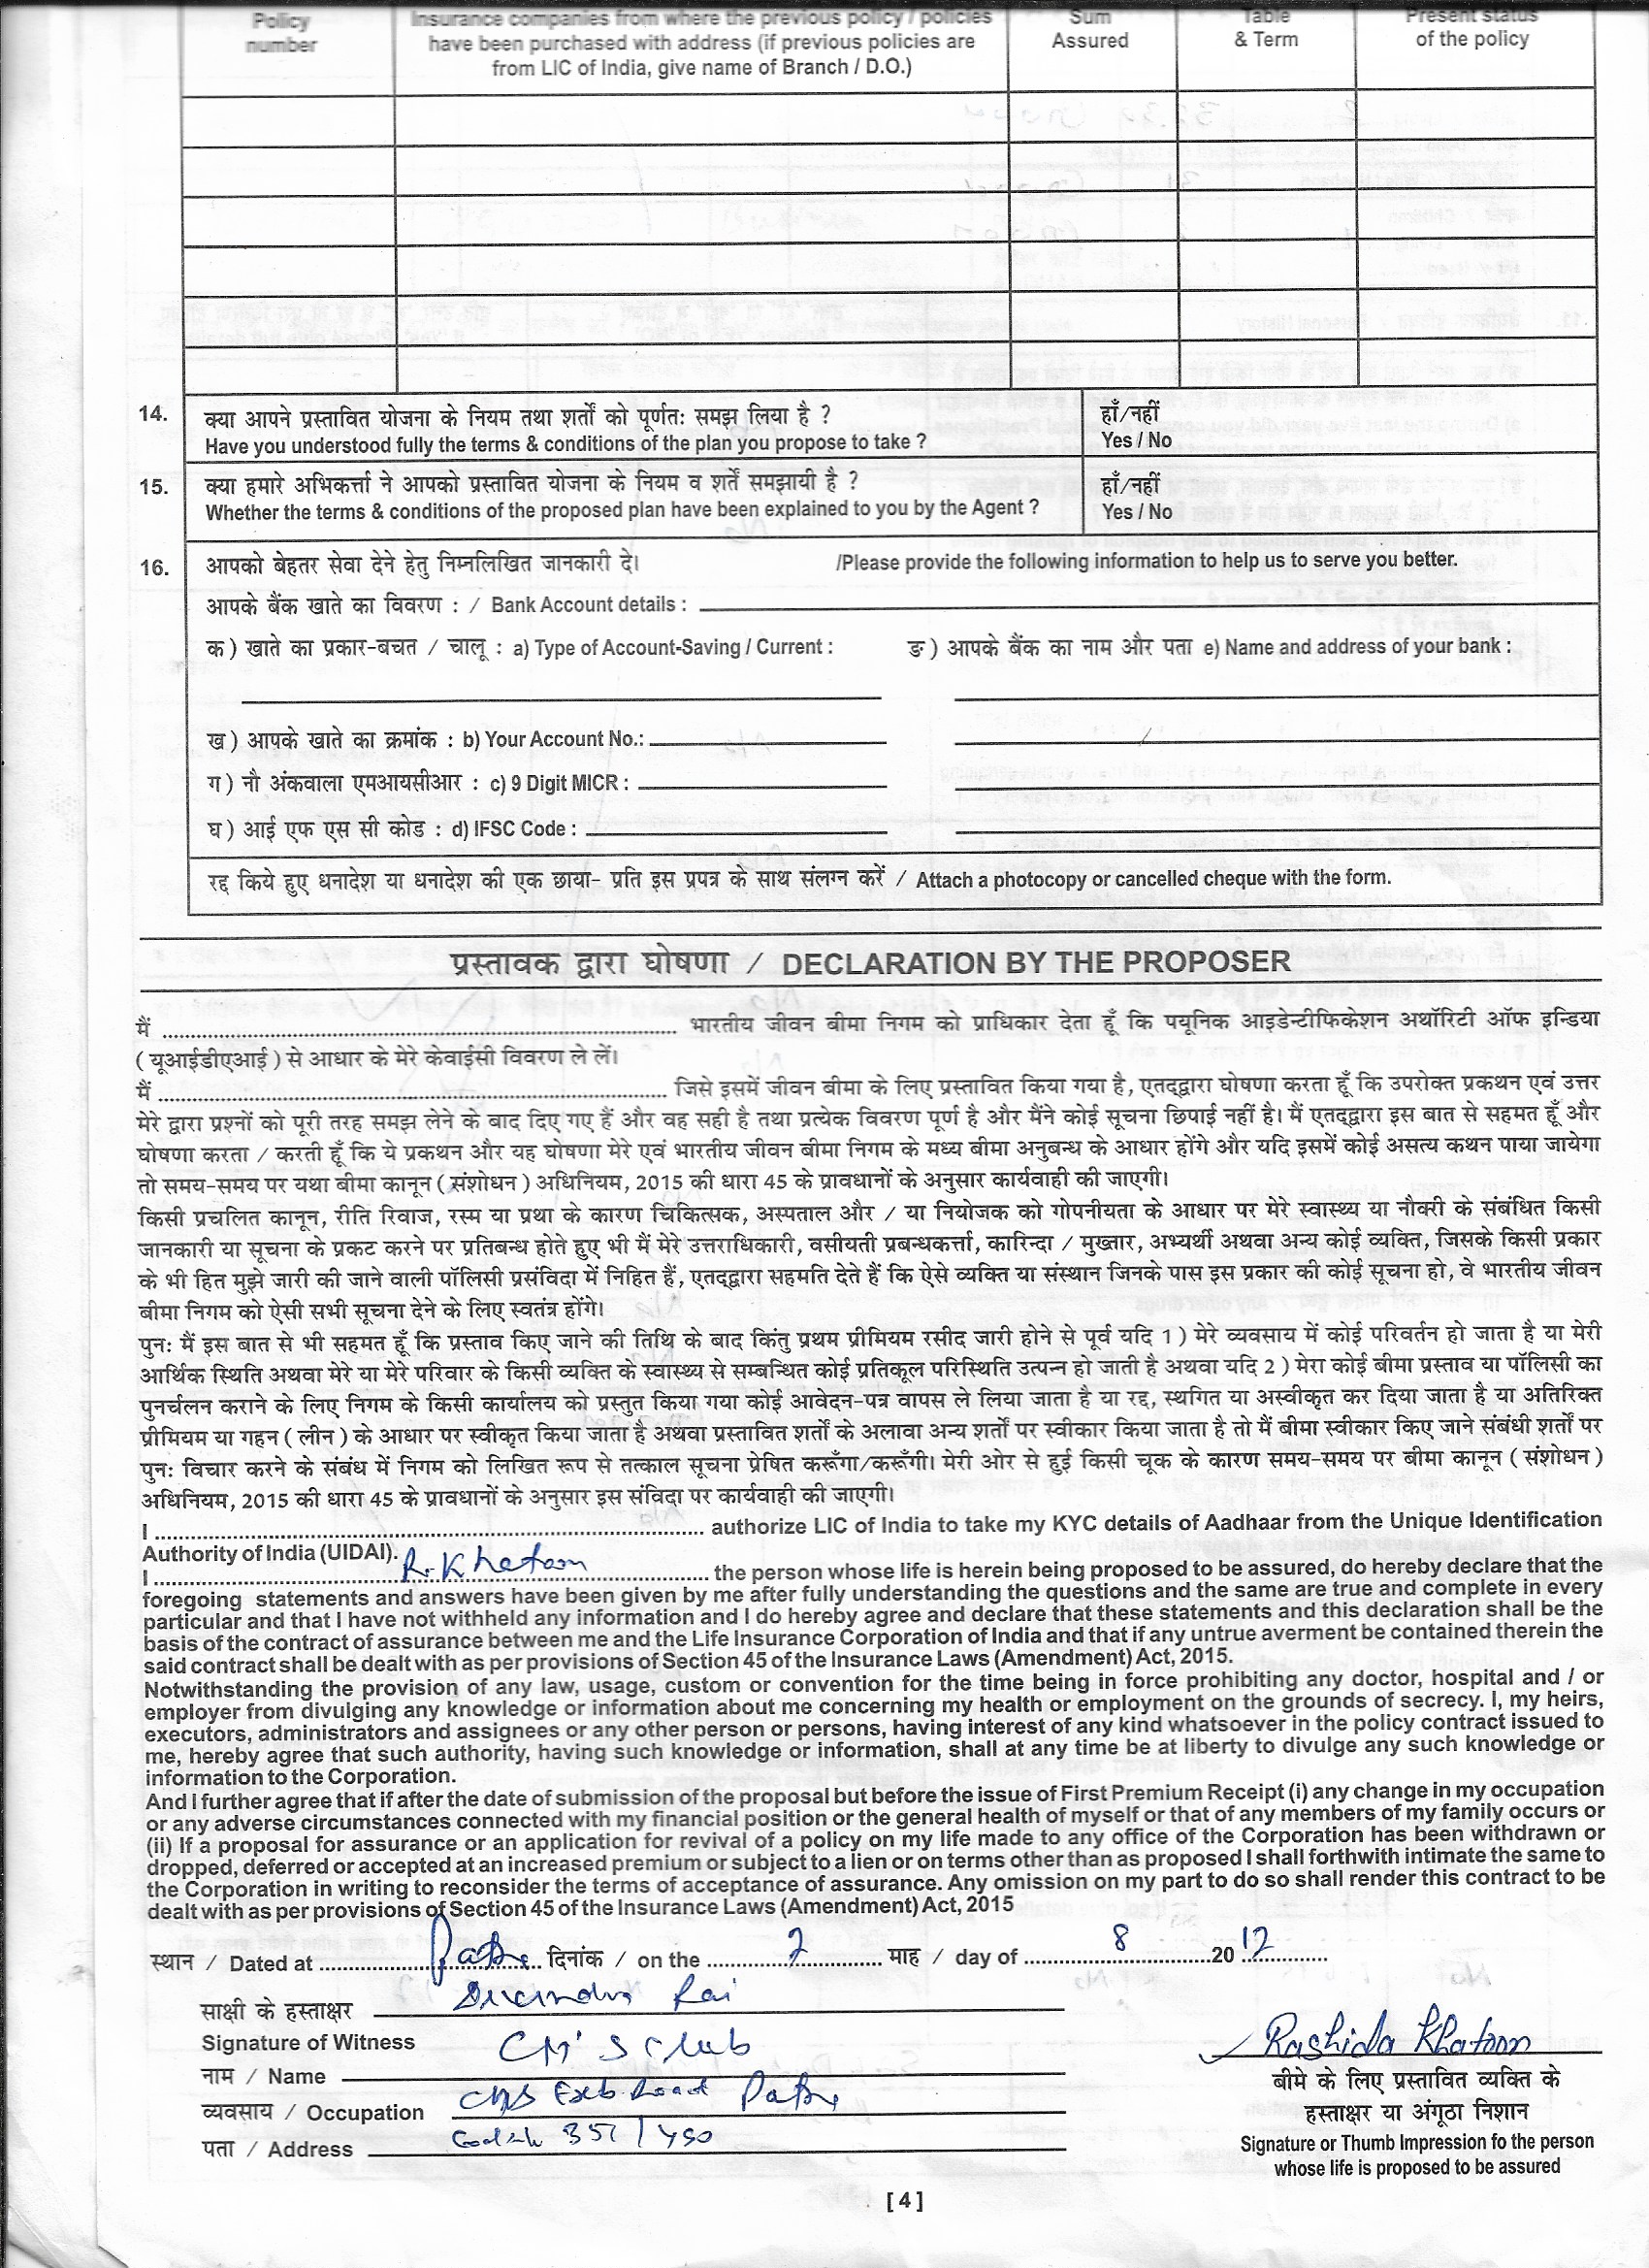 Policy number
Insurance companies from where the previous policy / policies have been purchased with address (if previous policies are from LIC of India, give name of Branch / D.O.)
Sum Assured
Table & Term
Present status of the policy
14. क्या आपने प्रस्तावित योजना के नियम तथा शर्तों को पूर्णतः समझ लिया है ? हाँ/नहीं
Have you understood fully the terms & conditions of the plan you propose to take ? Yes / No
15. क्या हमारे अभिकर्त्ता ने आपको प्रस्तावित योजना के नियम व शर्तें समझायी है ? हाँ/नहीं
Whether the terms & conditions of the proposed plan have been explained to you by the Agent ? Yes / No
16. आपको बेहतर सेवा देने हेतु निम्नलिखित जानकारी दे। /Please provide the following information to help us to serve you better.
आपके बैंक खाते का विवरण : / Bank Account details :
क ) खाते का प्रकार-बचत / चालू : a) Type of Account-Saving / Current : ङ ) आपके बैंक का नाम और पता e) Name and address of your bank :
ख ) आपके खाते का क्रमांक : b) Your Account No.:
ग ) नौ अंकवाला एमआयसीआर : c) 9 Digit MICR :
घ ) आई एफ एस सी कोड : d) IFSC Code :
रद्द किये हुए धनादेश या धनादेश की एक छाया- प्रति इस प्रपत्र के साथ संलग्न करें / Attach a photocopy or cancelled cheque with the form.
प्रस्तावक द्वारा घोषणा / DECLARATION BY THE PROPOSER
मैं .......... भारतीय जीवन बीमा निगम को प्राधिकार देता हूँ कि पयूनिक आइडेन्टीफिकेशन अथॉरिटी ऑफ इन्डिया
( यूआईडीएआई ) से आधार के मेरे केवाईसी विवरण ले लें।
मैं .......... जिसे इसमें जीवन बीमा के लिए प्रस्तावित किया गया है, एतद्द्वारा घोषणा करता हूँ कि उपरोक्त प्रकथन एवं उत्तर
मेरे द्वारा प्रश्नों को पूरी तरह समझ लेने के बाद दिए गए हैं और वह सही है तथा प्रत्येक विवरण पूर्ण है और मैंने कोई सूचना छिपाई नहीं है। मैं एतद्द्वारा इस बात से सहमत हूँ और
घोषणा करता / करती हूँ कि ये प्रकथन और यह घोषणा मेरे एवं भारतीय जीवन बीमा निगम के मध्य बीमा अनुबन्ध के आधार होंगे और यदि इसमें कोई असत्य कथन पाया जायेगा
तो समय-समय पर यथा बीमा कानून ( संशोधन ) अधिनियम, 2015 की धारा 45 के प्रावधानों के अनुसार कार्यवाही की जाएगी।
किसी प्रचलित कानून, रीति रिवाज, रस्म या प्रथा के कारण चिकित्सक, अस्पताल और / या नियोजक को गोपनीयता के आधार पर मेरे स्वास्थ्य या नौकरी के संबंधित किसी
जानकारी या सूचना के प्रकट करने पर प्रतिबन्ध होते हुए भी मैं मेरे उत्तराधिकारी, वसीयती प्रबन्धकर्त्ता, कारिन्दा / मुख्तार, अभ्यर्थी अथवा अन्य कोई व्यक्ति, जिसके किसी प्रकार
के भी हित मुझे जारी की जाने वाली पॉलिसी प्रसंविदा में निहित हैं, एतद्द्वारा सहमति देते हैं कि ऐसे व्यक्ति या संस्थान जिनके पास इस प्रकार की कोई सूचना हो, वे भारतीय जीवन
बीमा निगम को ऐसी सभी सूचना देने के लिए स्वतंत्र होंगे।
पुनः मैं इस बात से भी सहमत हूँ कि प्रस्ताव किए जाने की तिथि के बाद किंतु प्रथम प्रीमियम रसीद जारी होने से पूर्व यदि 1 ) मेरे व्यवसाय में कोई परिवर्तन हो जाता है या मेरी
आर्थिक स्थिति अथवा मेरे या मेरे परिवार के किसी व्यक्ति के स्वास्थ्य से सम्बन्धित कोई प्रतिकूल परिस्थिति उत्पन्न हो जाती है अथवा यदि 2 ) मेरा कोई बीमा प्रस्ताव या पॉलिसी का
पुनर्चलन कराने के लिए निगम के किसी कार्यालय को प्रस्तुत किया गया कोई आवेदन-पत्र वापस ले लिया जाता है या रद्द, स्थगित या अस्वीकृत कर दिया जाता है या अतिरिक्त
प्रीमियम या गहन ( लीन ) के आधार पर स्वीकृत किया जाता है अथवा प्रस्तावित शर्तों के अलावा अन्य शर्तों पर स्वीकार किया जाता है तो मैं बीमा स्वीकार किए जाने संबंधी शर्तों पर
पुनः विचार करने के संबंध में निगम को लिखित रूप से तत्काल सूचना प्रेषित करूँगा/करूँगी। मेरी ओर से हुई किसी चूक के कारण समय-समय पर बीमा कानून ( संशोधन )
अधिनियम, 2015 की धारा 45 के प्रावधानों के अनुसार इस संविदा पर कार्यवाही की जाएगी।
I .......... authorize LIC of India to take my KYC details of Aadhaar from the Unique Identification
Authority of India (UIDAI).
I .......... R. Khatoon .......... the person whose life is herein being proposed to be assured, do hereby declare that the
foregoing statements and answers have been given by me after fully understanding the questions and the same are true and complete in every
particular and that I have not withheld any information and I do hereby agree and declare that these statements and this declaration shall be the
basis of the contract of assurance between me and the Life Insurance Corporation of India and that if any untrue averment be contained therein the
said contract shall be dealt with as per provisions of Section 45 of the Insurance Laws (Amendment) Act, 2015.
Notwithstanding the provision of any law, usage, custom or convention for the time being in force prohibiting any doctor, hospital and / or
employer from divulging any knowledge or information about me concerning my health or employment on the grounds of secrecy. I, my heirs,
executors, administrators and assignees or any other person or persons, having interest of any kind whatsoever in the policy contract issued to
me, hereby agree that such authority, having such knowledge or information, shall at any time be at liberty to divulge any such knowledge or
information to the Corporation.
And I further agree that if after the date of submission of the proposal but before the issue of First Premium Receipt (i) any change in my occupation
or any adverse circumstances connected with my financial position or the general health of myself or that of any members of my family occurs or
(ii) If a proposal for assurance or an application for revival of a policy on my life made to any office of the Corporation has been withdrawn or
dropped, deferred or accepted at an increased premium or subject to a lien or on terms other than as proposed I shall forthwith intimate the same to
the Corporation in writing to reconsider the terms of acceptance of assurance. Any omission on my part to do so shall render this contract to be
dealt with as per provisions of Section 45 of the Insurance Laws (Amendment) Act, 2015
स्थान / Dated at .......... दिनांक / on the .......... माह / day of .......... 8 .......... 20 12
साक्षी के हस्ताक्षर Rai
Signature of Witness CM's Club
नाम / Name
व्यवसाय / Occupation Road
पता / Address 357/
Rashida Khatoon
बीमे के लिए प्रस्तावित व्यक्ति के
हस्ताक्षर या अंगूठा निशान
Signature or Thumb Impression fo the person
whose life is proposed to be assured
[ 4 ]